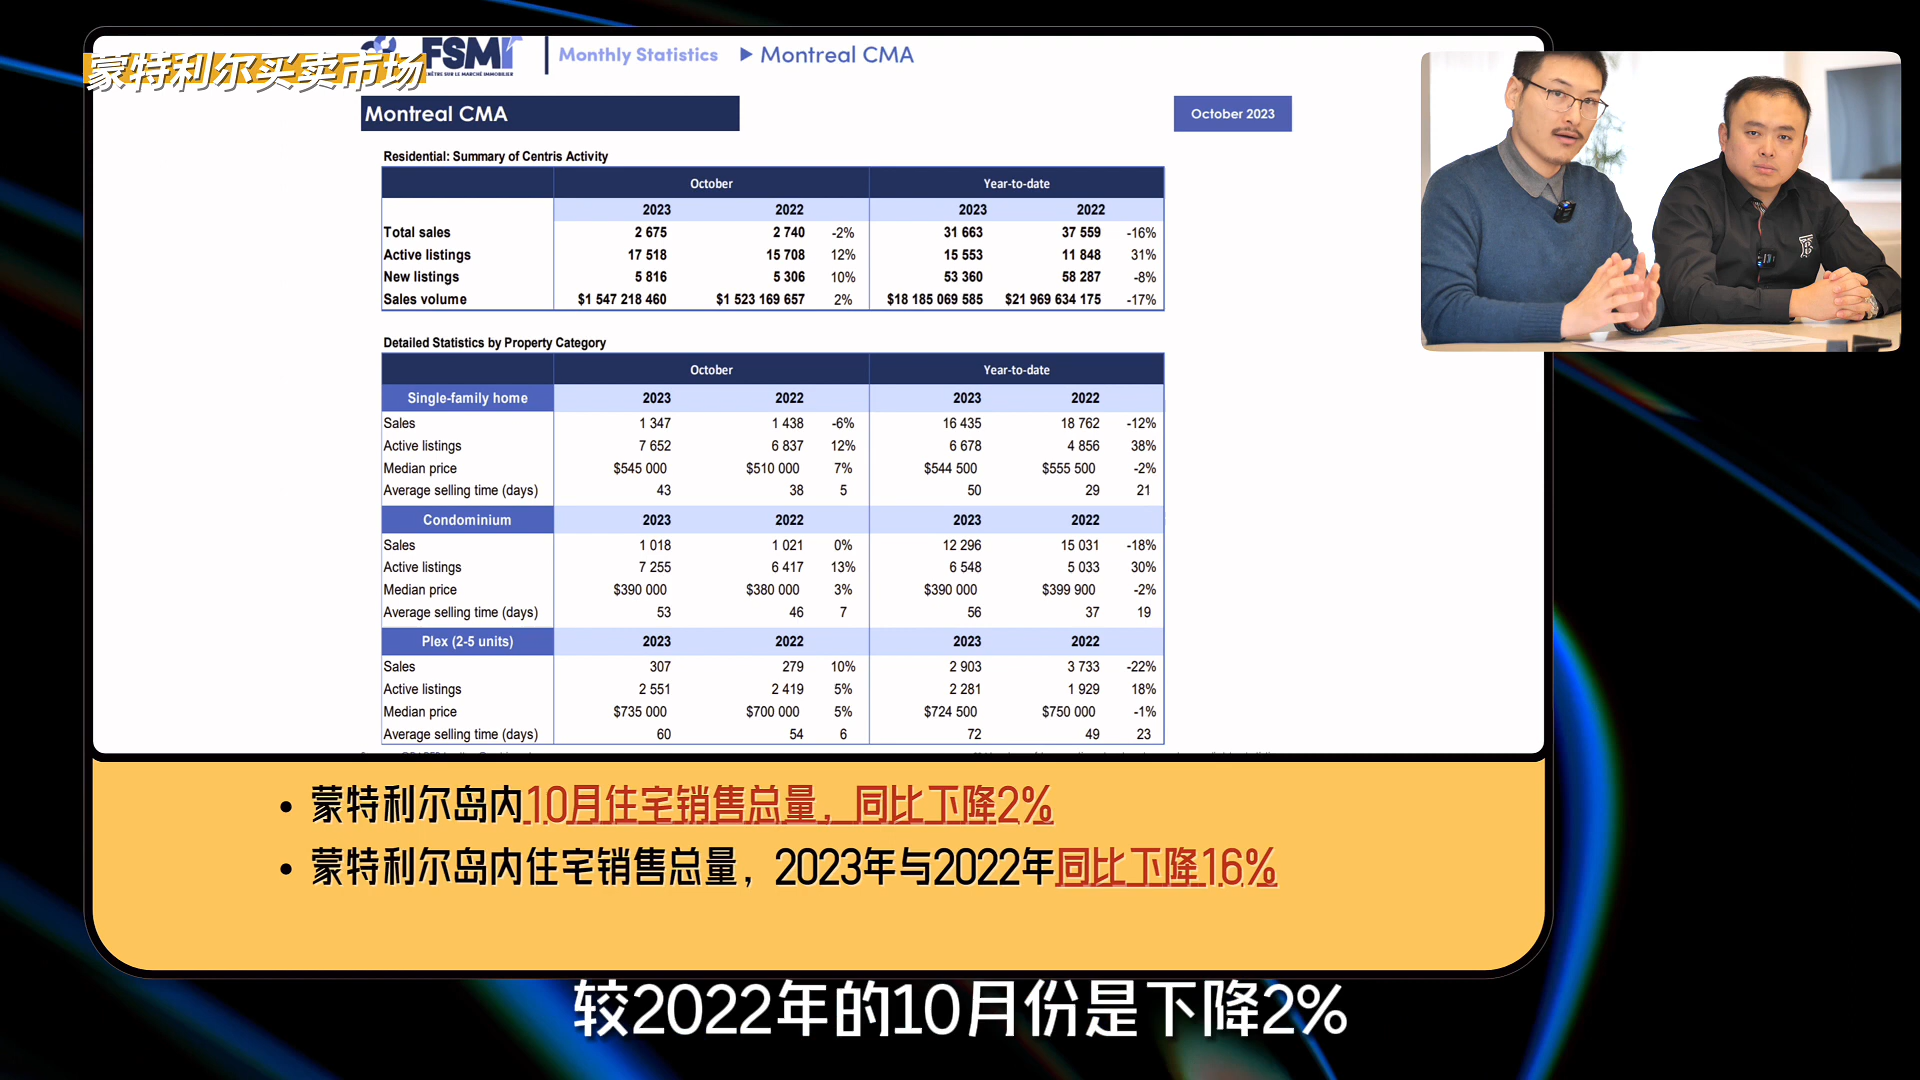 蒙特利尔买卖市场
FSMI
Monthly Statistics Montreal CMA
Montreal CMA
October 2023
Residential: Summary of Centris Activity
October Year-to-date
2023 2022 2023 2022
Total sales 2 675 2 740 -2% 31 663 37 559 -16%
Active listings 17 518 15 708 12% 15 553 11 848 31%
New listings 5 816 5 306 10% 53 360 58 287 -8%
Sales volume $1 547 218 460 $1 523 169 657 2% $18 185 069 585 $21 969 634 175 -17%
Detailed Statistics by Property Category
October Year-to-date
Single-family home 2023 2022 2023 2022
Sales 1 347 1 438 -6% 16 435 18 762 -12%
Active listings 7 652 6 837 12% 6 678 4 856 38%
Median price $545 000 $510 000 7% $544 500 $555 500 -2%
Average selling time (days) 43 38 5 50 29 21
Condominium 2023 2022 2023 2022
Sales 1 018 1 021 0% 12 296 15 031 -18%
Active listings 7 255 6 417 13% 6 548 5 033 30%
Median price $390 000 $380 000 3% $390 000 $399 900 -2%
Average selling time (days) 53 46 7 56 37 19
Plex (2-5 units) 2023 2022 2023 2022
Sales 307 279 10% 2 903 3 733 -22%
Active listings 2 551 2 419 5% 2 281 1 929 18%
Median price $735 000 $700 000 5% $724 500 $750 000 -1%
Average selling time (days) 60 54 6 72 49 23
• 蒙特利尔岛内10月住宅销售总量，同比下降2%
• 蒙特利尔岛内住宅销售总量，2023年与2022年同比下降16%
较2022年的10月份是下降2%